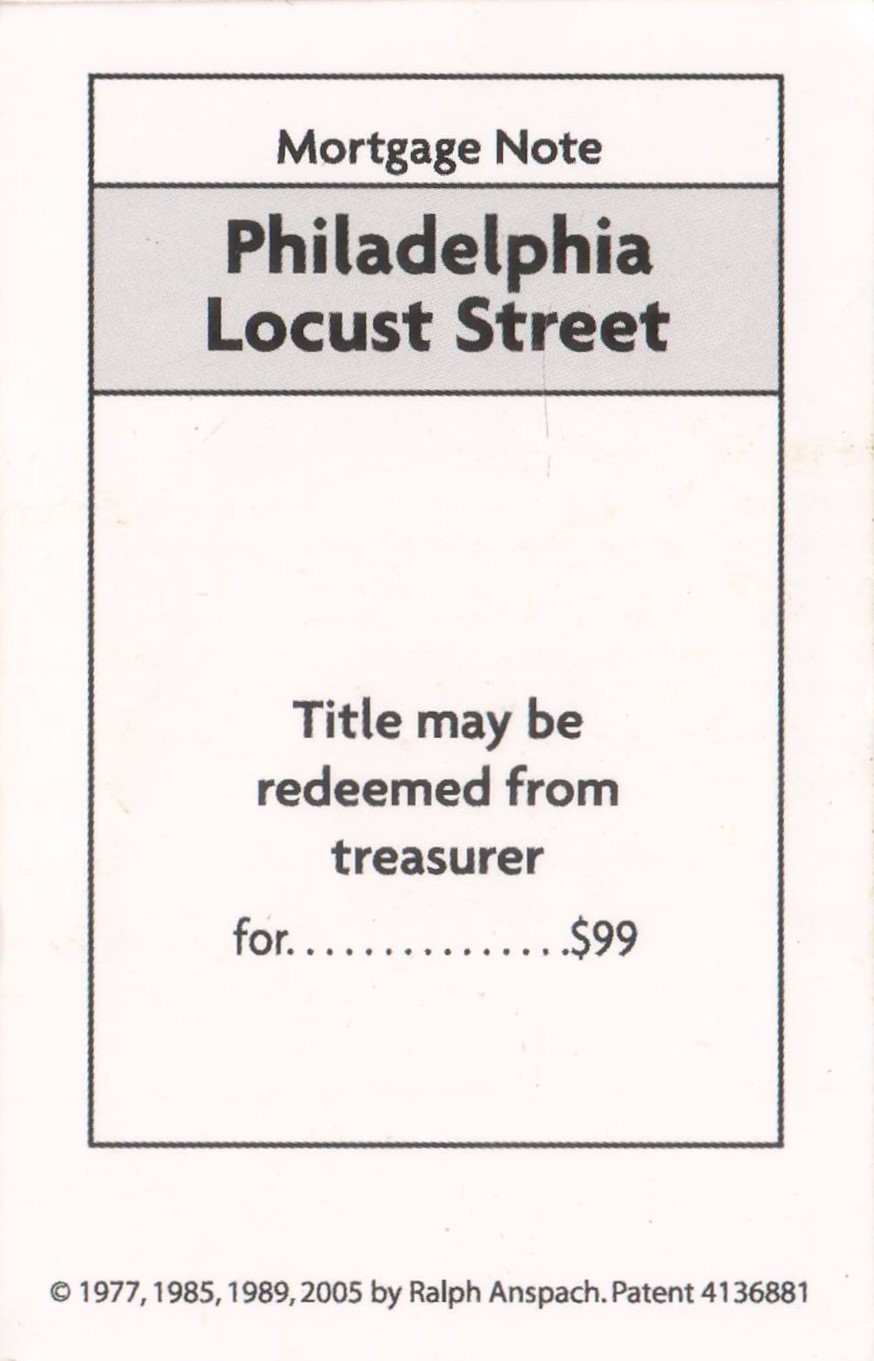 Mortgage Note
Philadelphia
Locust Street
Title may be
redeemed from
treasurer
for................$99
© 1977, 1985, 1989, 2005 by Ralph Anspach. Patent 4136881